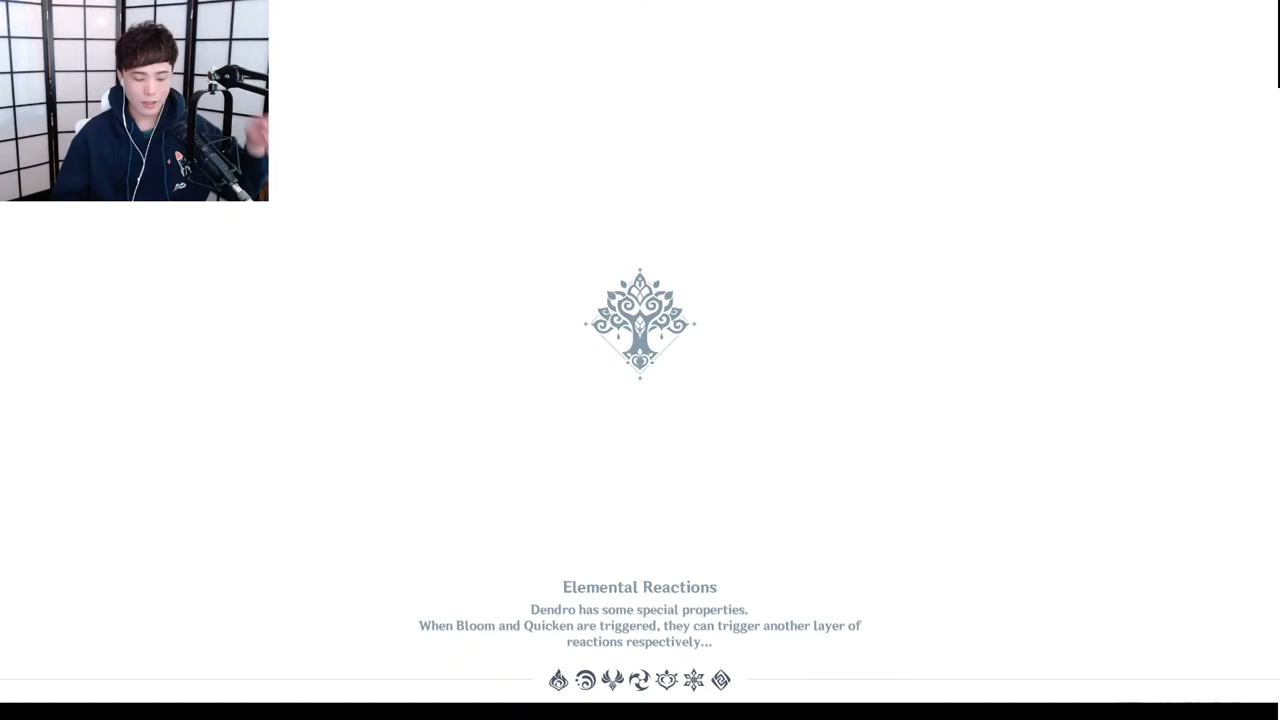 Elemental Reactions
Dendro has some special properties.
When Bloom and Quicken are triggered, they can trigger another layer of
reactions respectively...